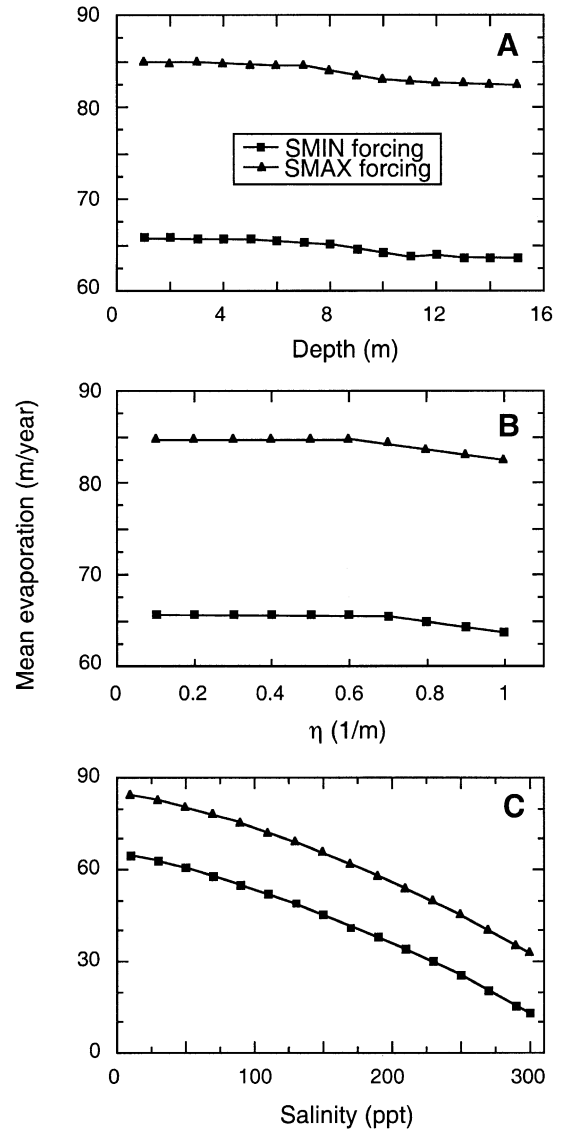 90
A
80
SMIN forcing
SMAX forcing
70
60
0 4 8 12 16
Depth (m)
Mean evaporation (m/year)
90
B
80
70
60
0 0.2 0.4 0.6 0.8 1
η (1/m)
90
C
60
30
0
0 100 200 300
Salinity (ppt)